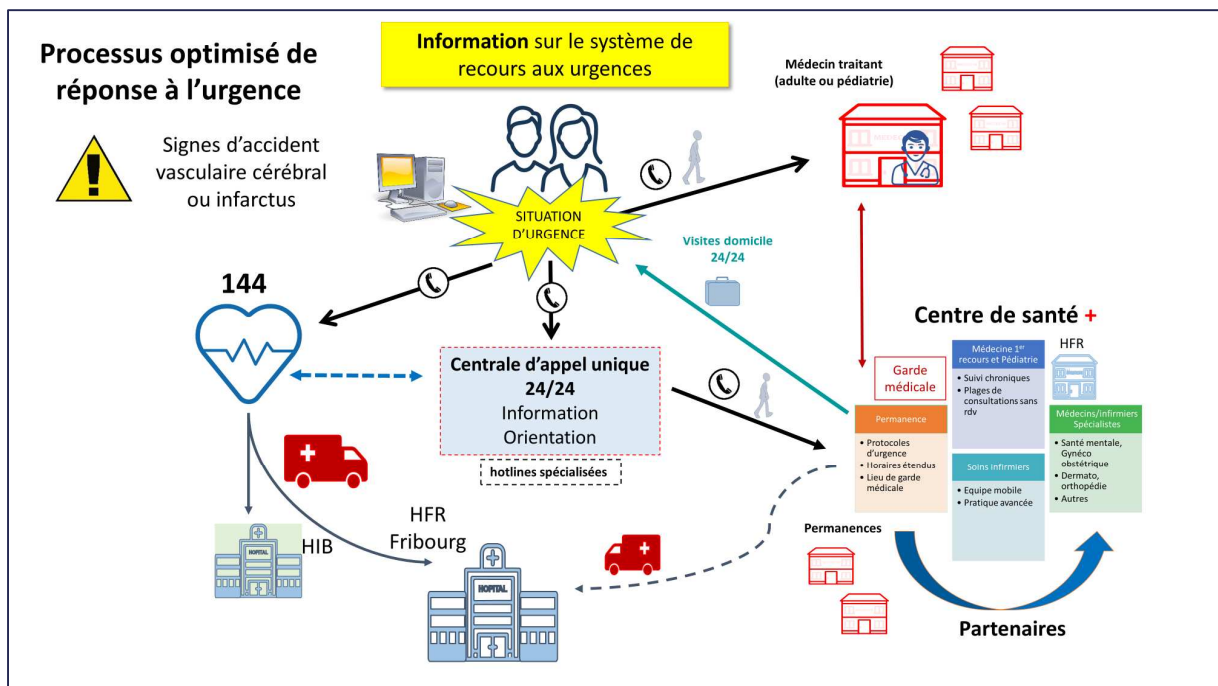 Processus optimisé de
réponse à l'urgence
Information sur le système de
recours aux urgences
Médecin traitant
(adulte ou pédiatrie)
Signes d'accident
vasculaire cérébral
ou infarctus
SITUATION
D'URGENCE
Visites domicile
24/24
144
Centrale d'appel unique
24/24
Information
Orientation
hotlines spécialisées
Centre de santé +
Garde
médicale
Médecine 1er
recours et Pédiatrie
• Suivi chroniques
• Plages de
consultations sans
rdv
HFR
Permanence
• Protocoles
d'urgence
• Horaires étendus
• Lieu de garde
médicale
Soins infirmiers
• Equipe mobile
• Pratique avancée
Médecins/infirmiers
Spécialistes
• Santé mentale,
Gynéco
obstétrique
• Dermato,
orthopédie
• Autres
HOPITAL
HIB
HFR
Fribourg
HOPITAL
Permanences
Partenaires